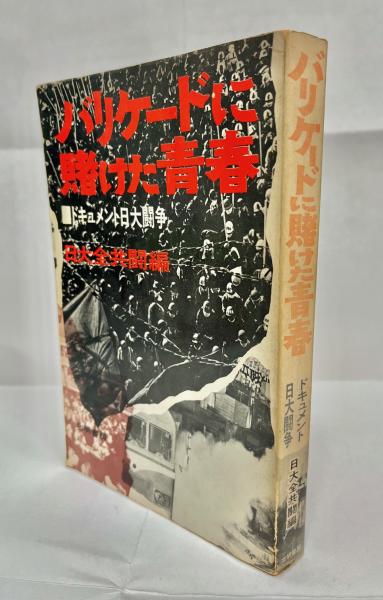 バリケードに
賭けた青春
ドキュメント日大闘争
日大全共闘編
バリケードに賭けた青春
ドキュメント
日大闘争
日大全共闘編